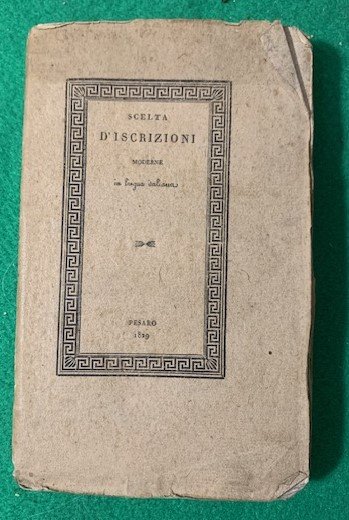 SCELTA
D'ISCRIZIONI
MODERNE
in lingua italiana
PESARO
1829